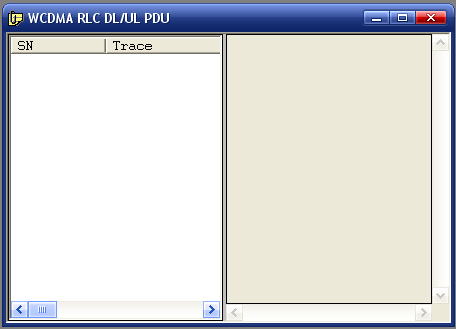 WCDMA RLC DL/UL PDU
SN Trace